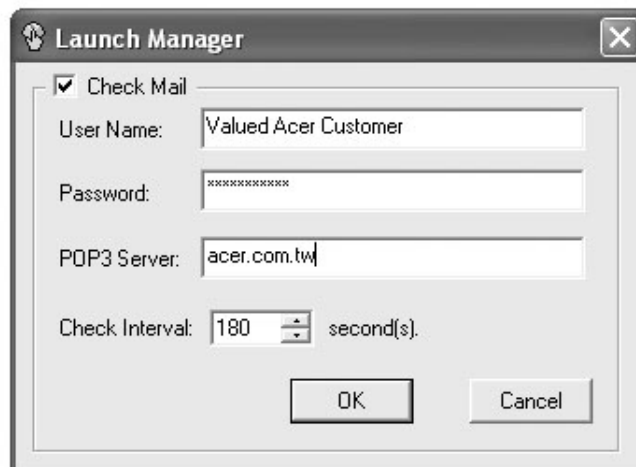 Launch Manager
Check Mail
User Name: Valued Acer Customer
Password: ***********
POP3 Server: acer.com.tw
Check Interval: 180 second(s).
OK Cancel